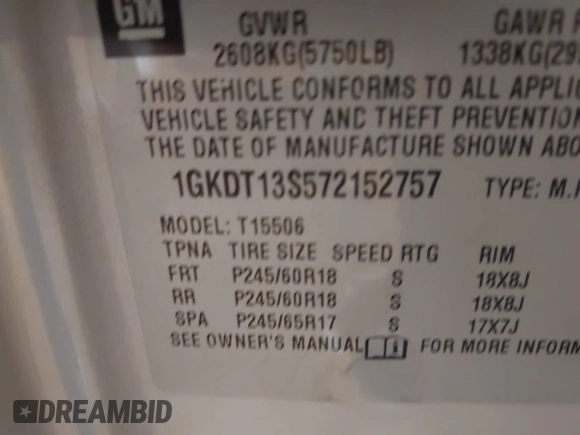 GM
GVWR GAWR
2608KG(5750LB) 1338KG(29
THIS VEHICLE CONFORMS TO ALL APPLIC
VEHICLE SAFETY AND THEFT PREVENTION
THE DATE OF MANUFACTURE SHOWN ABO
1GKDT13S572152757 TYPE: M.P
MODEL: T15506
TPNA TIRE SIZE SPEED RTG RIM
FRT P245/60R18 S 18X8J
RR P245/60R18 S 18X8J
SPA P245/65R17 S 17X7J
SEE OWNER'S MANUAL i FOR MORE INFORM
DREAMBID